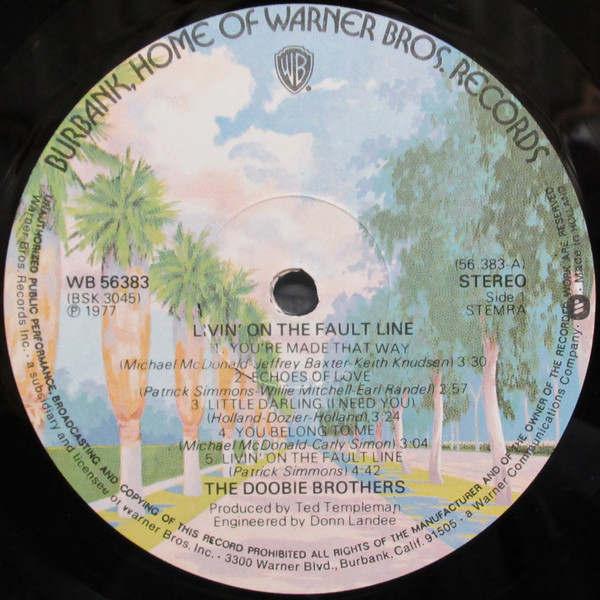 BURBANK, HOME OF WARNER BROS. RECORDS
WB
WB 56383
(BSK 3045)
℗ 1977
(56.383-A)
STEREO
Side 1
STEMRA
LIVIN' ON THE FAULT LINE
1. YOU'RE MADE THAT WAY
(Michael McDonald-Jeffrey Baxter-Keith Knudsen) 3:30
2. ECHOES OF LOVE
(Patrick Simmons-Willie Mitchell-Earl Randel) 2:57
3. LITTLE DARLING (I NEED YOU)
(Holland-Dozier-Holland) 3.24
4. YOU BELONG TO ME
(Michael McDonald-Carly Simon) 3:04
5. LIVIN' ON THE FAULT LINE
(Patrick Simmons) 4:42
THE DOOBIE BROTHERS
Produced by Ted Templeman
Engineered by Donn Landee
UNAUTHORIZED PUBLIC PERFORMANCE, BROADCASTING AND COPYING OF THIS RECORD PROHIBITED ALL RIGHTS OF THE MANUFACTURER AND OF THE OWNER OF THE RECORDED WORK ARE RESERVED
Warner Bros. Records Inc. - a subsidiary and licensee of Warner Bros. Inc. - 3300 Warner Blvd., Burbank, Calif. 91505 - a Warner Communications Company. Made in Holland